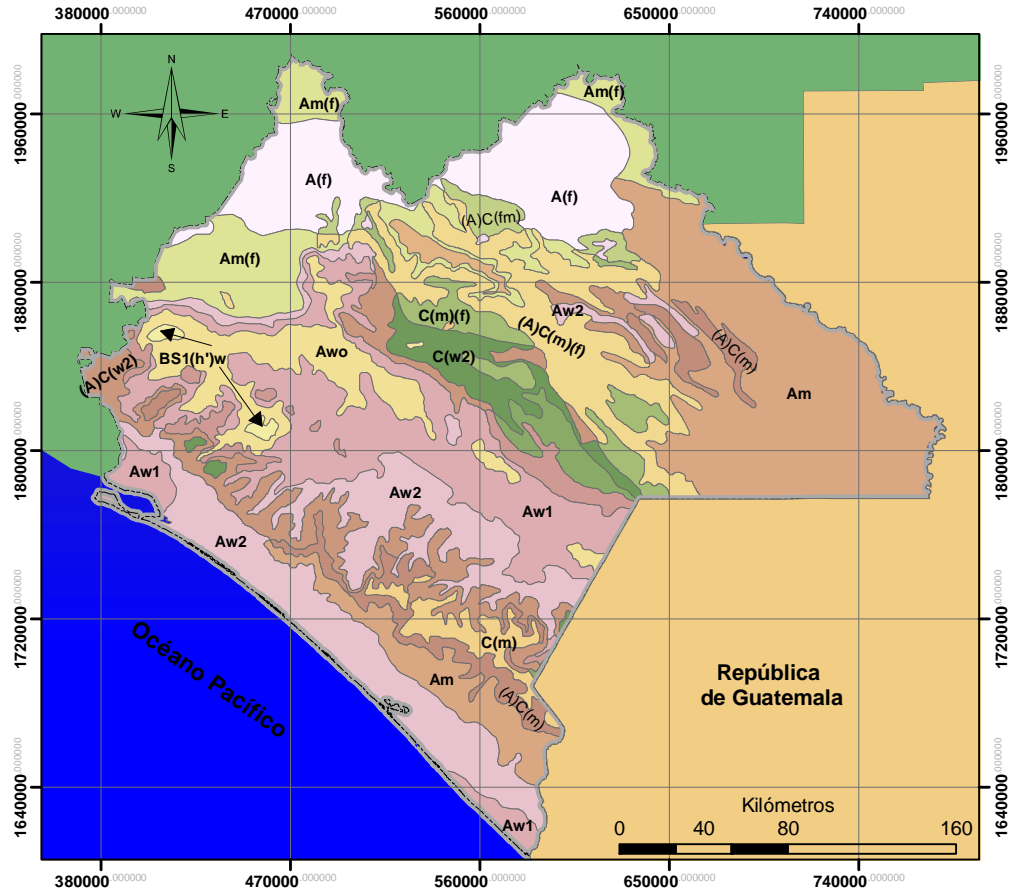 380000.000000 470000.000000 560000.000000 650000.000000 740000.000000
1960000.000000
1880000.000000
1800000.000000
1720000.000000
1640000.000000
N
W E
S
Am(f)
Am(f)
A(f)
A(f)
(A)C(fm)
Am(f)
C(m)(f)
Aw2
(A)C(m)(f)
(A)C(m)
BS1(h')w
Awo
C(w2)
(A)C(w2)
Am
Aw1
Aw2
Aw1
Aw2
C(m)
Am
(A)C(m)
Aw1
Océano Pacífico
República
de Guatemala
Kilómetros
0 40 80 160
1960000.000000
1880000.000000
1800000.000000
1720000.000000
1640000.000000
380000.000000 470000.000000 560000.000000 650000.000000 740000.000000